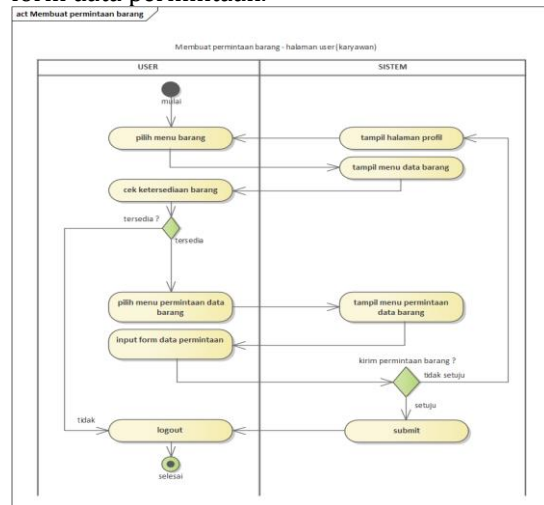 form data permintaan.
act Membuat permintaan barang
Membuat permintaan barang - halaman user (karyawan)
USER
SISTEM
mulai
pilih menu barang
tampil halaman profil
tampil menu data barang
cek ketersediaan barang
tersedia ?
tersedia
pilih menu permintaan data
barang
tampil menu permintaan
data barang
input form data permintaan
kirim permintaan barang ?
tidak setuju
setuju
tidak
logout
submit
selesai